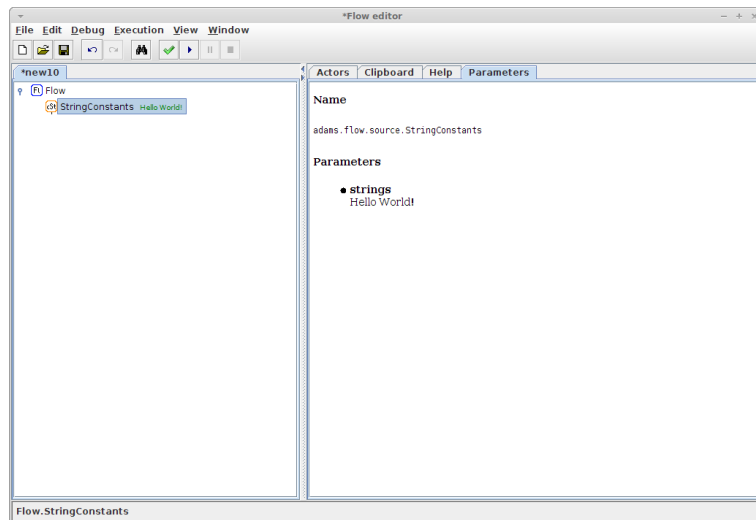 *Flow editor
File Edit Debug Execution View Window
*new10
Flow
StringConstants Hello World!
Actors Clipboard Help Parameters
Name
adams.flow.source.StringConstants
Parameters
strings
Hello World!
Flow.StringConstants